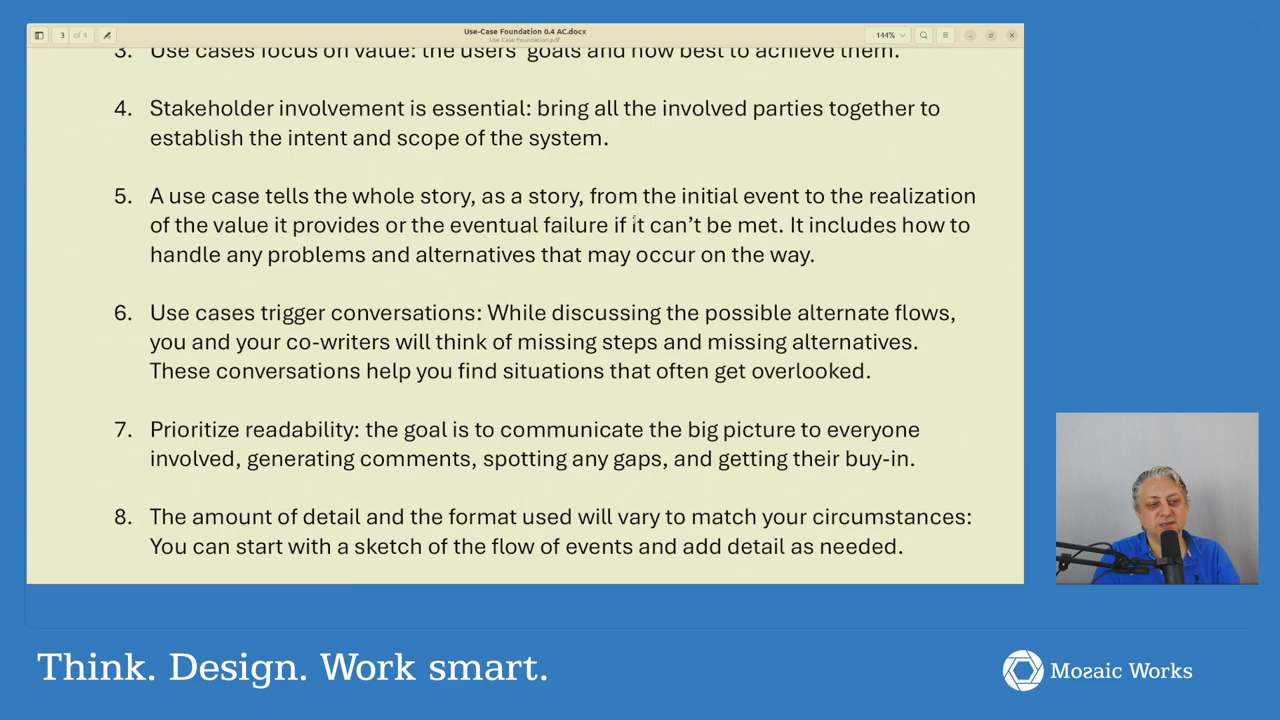 3 of 4
Use-Case Foundation 0.4 AC.docx
Use Case Foundation.pdf
144%
3. Use cases focus on value: the users' goals and how best to achieve them.
4. Stakeholder involvement is essential: bring all the involved parties together to
establish the intent and scope of the system.
5. A use case tells the whole story, as a story, from the initial event to the realization
of the value it provides or the eventual failure if it can’t be met. It includes how to
handle any problems and alternatives that may occur on the way.
6. Use cases trigger conversations: While discussing the possible alternate flows,
you and your co-writers will think of missing steps and missing alternatives.
These conversations help you find situations that often get overlooked.
7. Prioritize readability: the goal is to communicate the big picture to everyone
involved, generating comments, spotting any gaps, and getting their buy-in.
8. The amount of detail and the format used will vary to match your circumstances:
You can start with a sketch of the flow of events and add detail as needed.
Think. Design. Work smart.
Mosaic Works